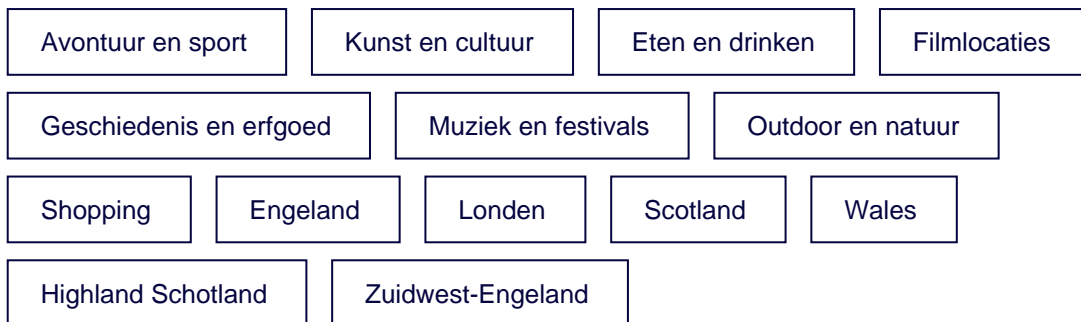 Avontuur en sport Kunst en cultuur Eten en drinken Filmlocaties
Geschiedenis en erfgoed Muziek en festivals Outdoor en natuur
Shopping Engeland Londen Scotland Wales
Highland Schotland Zuidwest-Engeland